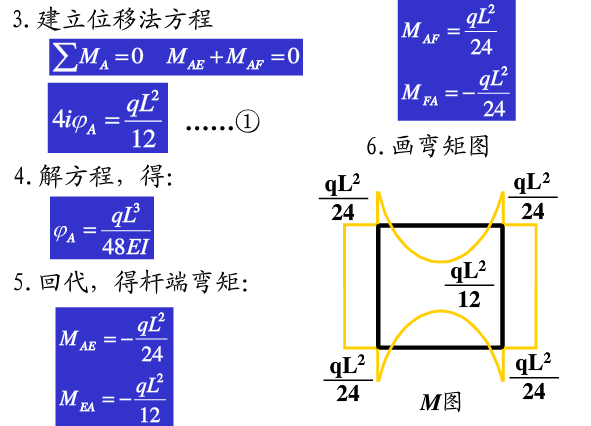 3.建立位移法方程
∑M_A=0 M_AE+M_AF=0
4iφ_A=qL²/12 ……①
4.解方程，得:
φ_A=qL³/48EI
5.回代，得杆端弯矩:
M_AE=-qL²/24
M_EA=-qL²/12
M_AF=qL²/24
M_FA=-qL²/24
6.画弯矩图
qL²/24 qL²/24
qL²/12
qL²/24 qL²/24
M图